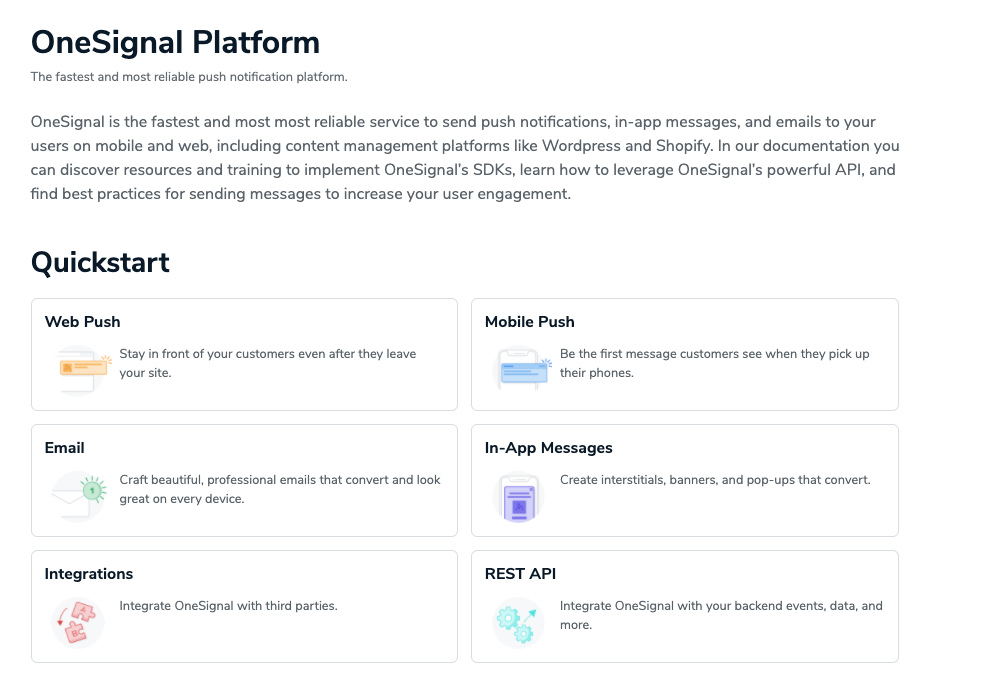 OneSignal Platform
The fastest and most reliable push notification platform.
OneSignal is the fastest and most most reliable service to send push notifications, in-app messages, and emails to your
users on mobile and web, including content management platforms like Wordpress and Shopify. In our documentation you
can discover resources and training to implement OneSignal's SDKs, learn how to leverage OneSignal's powerful API, and
find best practices for sending messages to increase your user engagement.
Quickstart
Web Push
Stay in front of your customers even after they leave
your site.
Mobile Push
Be the first message customers see when they pick up
their phones.
Email
1
Craft beautiful, professional emails that convert and look
great on every device.
In-App Messages
Create interstitials, banners, and pop-ups that convert.
Integrations
A
BC
Integrate OneSignal with third parties.
REST API
Integrate OneSignal with your backend events, data, and
more.